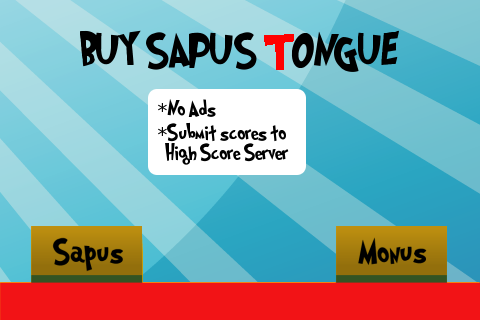 BUY SAPUS TONGUE
*No Ads
*Submit scores to
High Score Server
Sapus
Monus